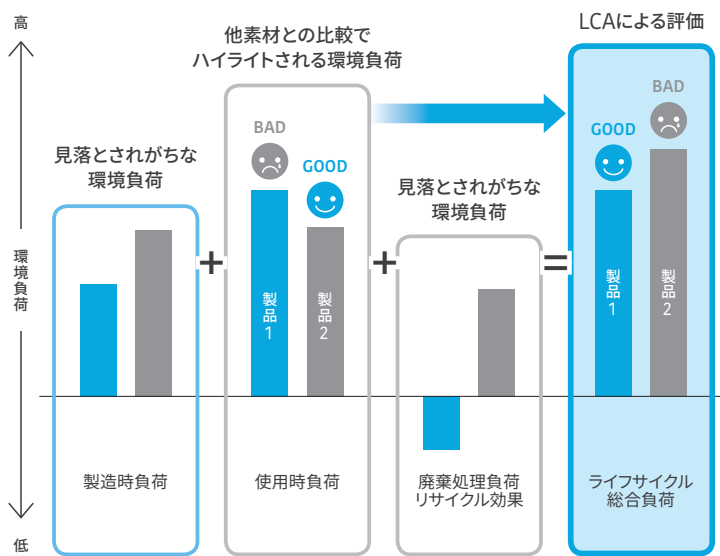 高
環境負荷
低
見落とされがちな
環境負荷
製造時負荷
+
他素材との比較で
ハイライトされる環境負荷
BAD
GOOD
製品1
製品2
使用時負荷
+
見落とされがちな
環境負荷
廃棄処理負荷
リサイクル効果
=
LCAによる評価
GOOD
BAD
製品1
製品2
ライフサイクル
総合負荷